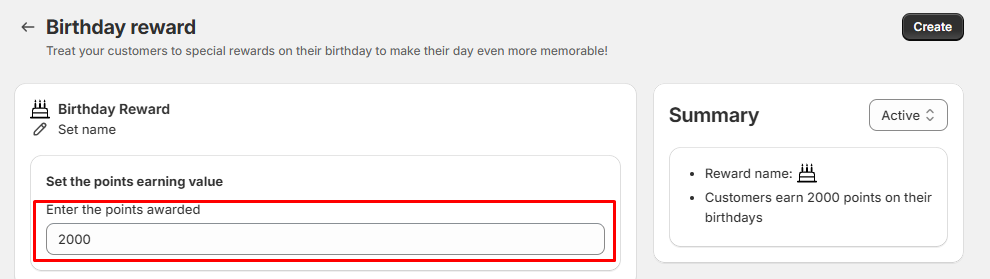 Birthday reward
Create
Treat your customers to special rewards on their birthday to make their day even more memorable!
Birthday Reward
Set name
Set the points earning value
Enter the points awarded
2000
Summary
Active
Reward name:
Customers earn 2000 points on their
birthdays